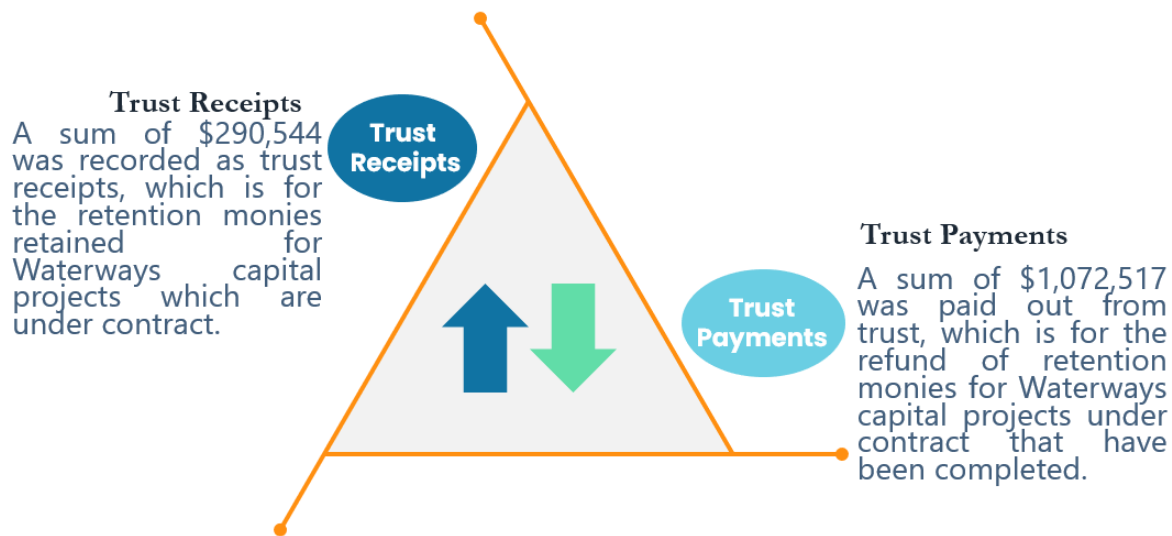 Trust Receipts
A sum of $290,544
was recorded as trust
receipts, which is for
the retention monies
retained for
Waterways capital
projects which are
under contract.
Trust
Receipts
Trust Payments
A sum of $1,072,517
was paid out from
trust, which is for the
refund of retention
monies for Waterways
capital projects under
contract that have
been completed.
Trust
Payments